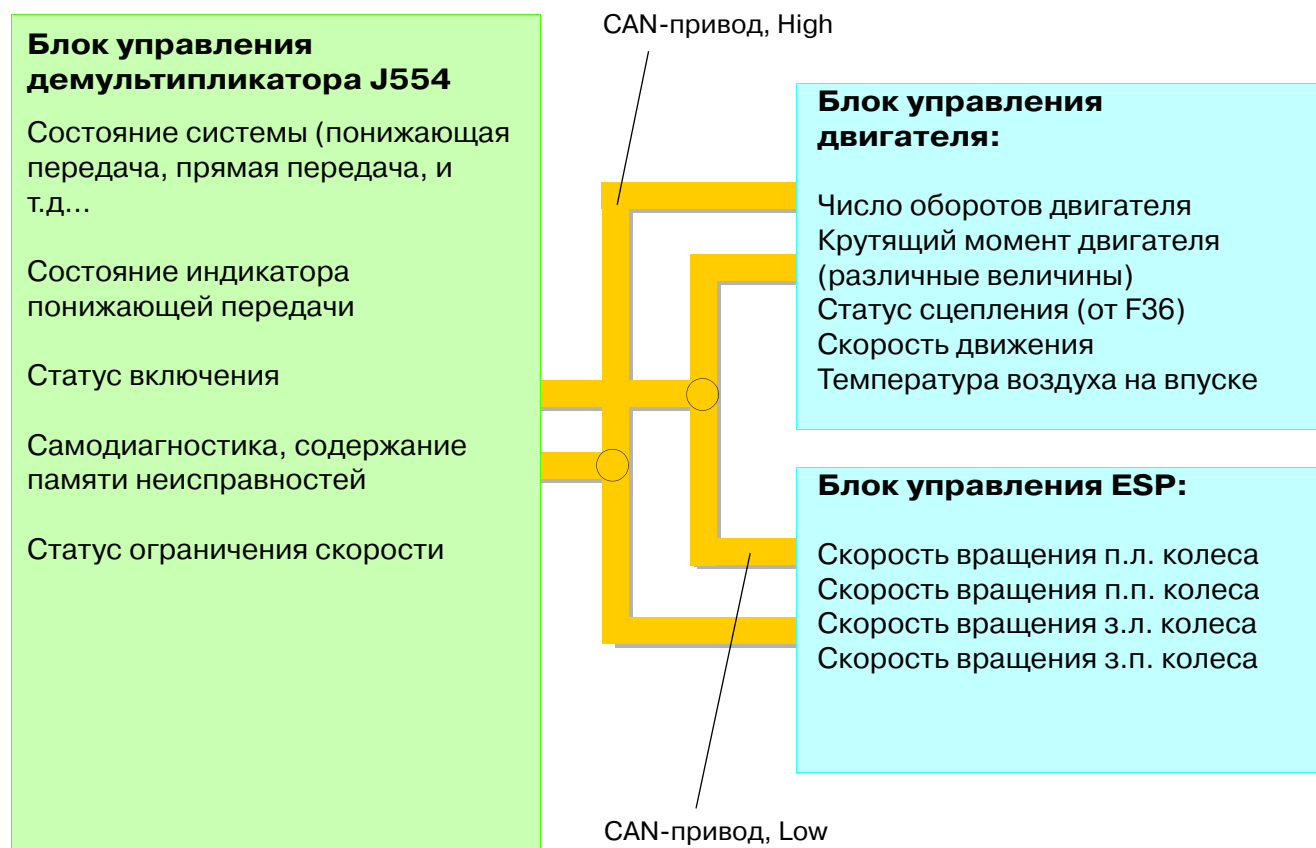 CAN-привод, High
Блок управления
демультипликатора J554
Состояние системы (понижающая
передача, прямая передача, и
т.д...
Состояние индикатора
понижающей передачи
Статус включения
Самодиагностика, содержание
памяти неисправностей
Статус ограничения скорости
Блок управления
двигателя:
Число оборотов двигателя
Крутящий момент двигателя
(различные величины)
Статус сцепления (от F36)
Скорость движения
Температура воздуха на впуске
Блок управления ESP:
Скорость вращения п.л. колеса
Скорость вращения п.п. колеса
Скорость вращения з.л. колеса
Скорость вращения з.п. колеса
CAN-привод, Low